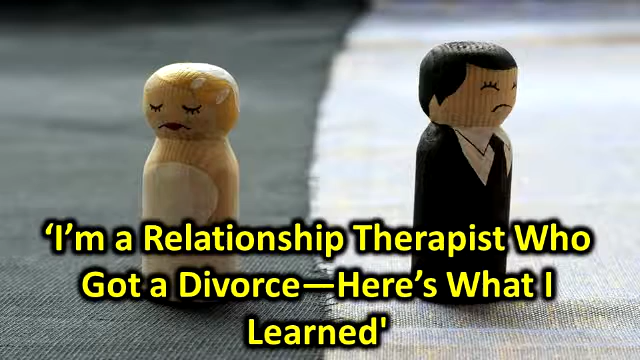 ‘I’m a Relationship Therapist Who
Got a Divorce—Here’s What I
Learned'